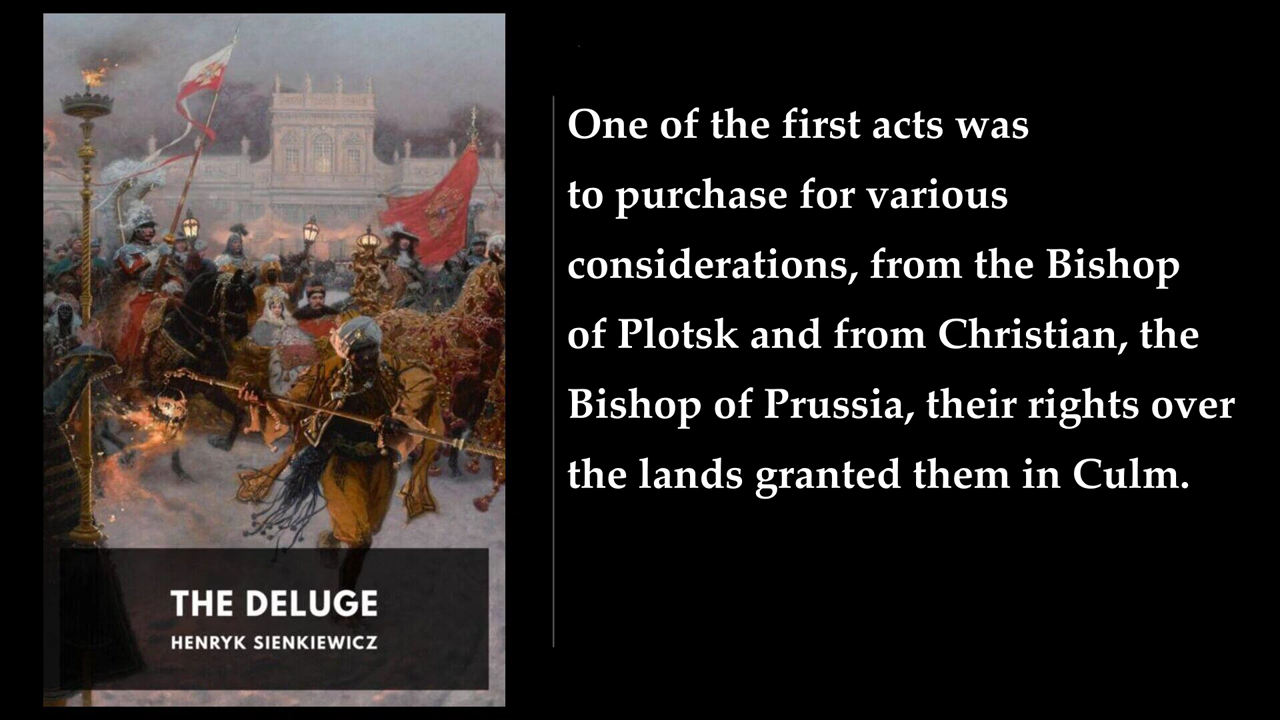 THE DELUGE
HENRYK SIENKIEWICZ
One of the first acts was
to purchase for various
considerations, from the Bishop
of Plotsk and from Christian, the
Bishop of Prussia, their rights over
the lands granted them in Culm.